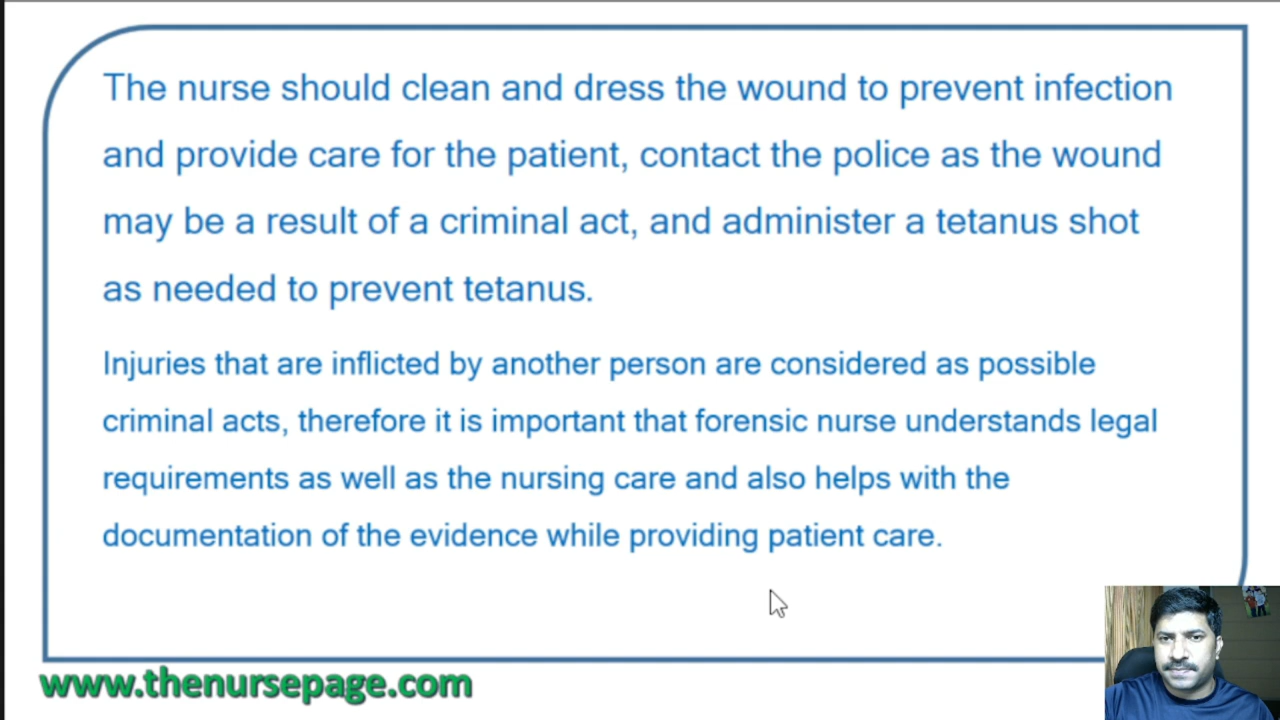 The nurse should clean and dress the wound to prevent infection
and provide care for the patient, contact the police as the wound
may be a result of a criminal act, and administer a tetanus shot
as needed to prevent tetanus.
Injuries that are inflicted by another person are considered as possible
criminal acts, therefore it is important that forensic nurse understands legal
requirements as well as the nursing care and also helps with the
documentation of the evidence while providing patient care.
www.thenursepage.com